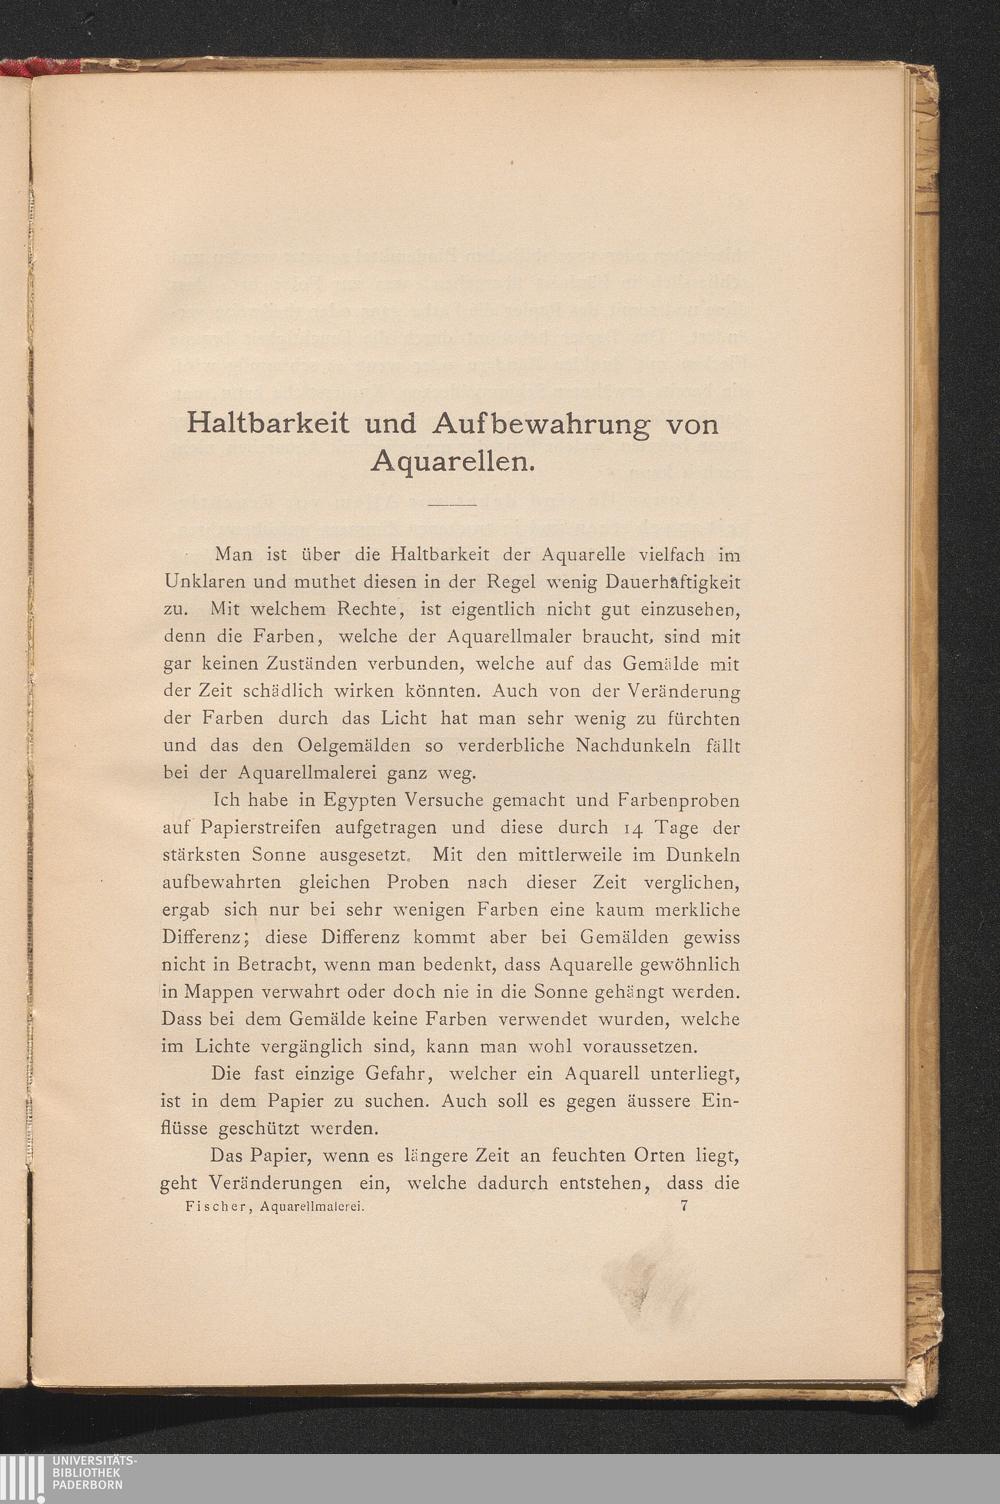 Haltbarkeit und Aufbewahrung von
Aquarellen.
Man ist über die Haltbarkeit der Aquarelle vielfach im
Unklaren und muthet diesen in der Regel wenig Dauerhaftigkeit
zu. Mit welchem Rechte, ist eigentlich nicht gut einzusehen,
denn die Farben, welche der Aquarellmaler braucht, sind mit
gar keinen Zuständen verbunden, welche auf das Gemälde mit
der Zeit schädlich wirken könnten. Auch von der Veränderung
der Farben durch das Licht hat man sehr wenig zu fürchten
und das den Oelgemälden so verderbliche Nachdunkeln fällt
bei der Aquarellmalerei ganz weg.
Ich habe in Egypten Versuche gemacht und Farbenproben
auf Papierstreifen aufgetragen und diese durch 14 Tage der
stärksten Sonne ausgesetzt. Mit den mittlerweile im Dunkeln
aufbewahrten gleichen Proben nach dieser Zeit verglichen,
ergab sich nur bei sehr wenigen Farben eine kaum merkliche
Differenz; diese Differenz kommt aber bei Gemälden gewiss
nicht in Betracht, wenn man bedenkt, dass Aquarelle gewöhnlich
in Mappen verwahrt oder doch nie in die Sonne gehängt werden.
Dass bei dem Gemälde keine Farben verwendet wurden, welche
im Lichte vergänglich sind, kann man wohl voraussetzen.
Die fast einzige Gefahr, welcher ein Aquarell unterliegt,
ist in dem Papier zu suchen. Auch soll es gegen äussere Ein-
flüsse geschützt werden.
Das Papier, wenn es längere Zeit an feuchten Orten liegt,
geht Veränderungen ein, welche dadurch entstehen, dass die
Fischer, Aquarellmalerei. 7
UNIVERSITÄTS-
BIBLIOTHEK
PADERBORN